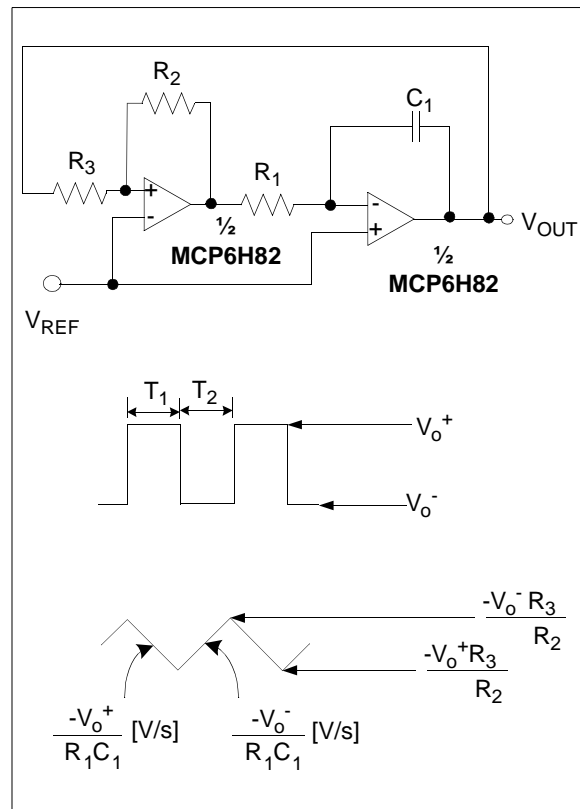 R2
C1
R3
R1
+
-
-
+
½
MCP6H82
½
MCP6H82
VOUT
VREF
T1 T2
Vo+
Vo-
-Vo- R3
R2
-Vo+R3
R2
-Vo+
R1C1
[V/s]
-Vo-
R1C1
[V/s]